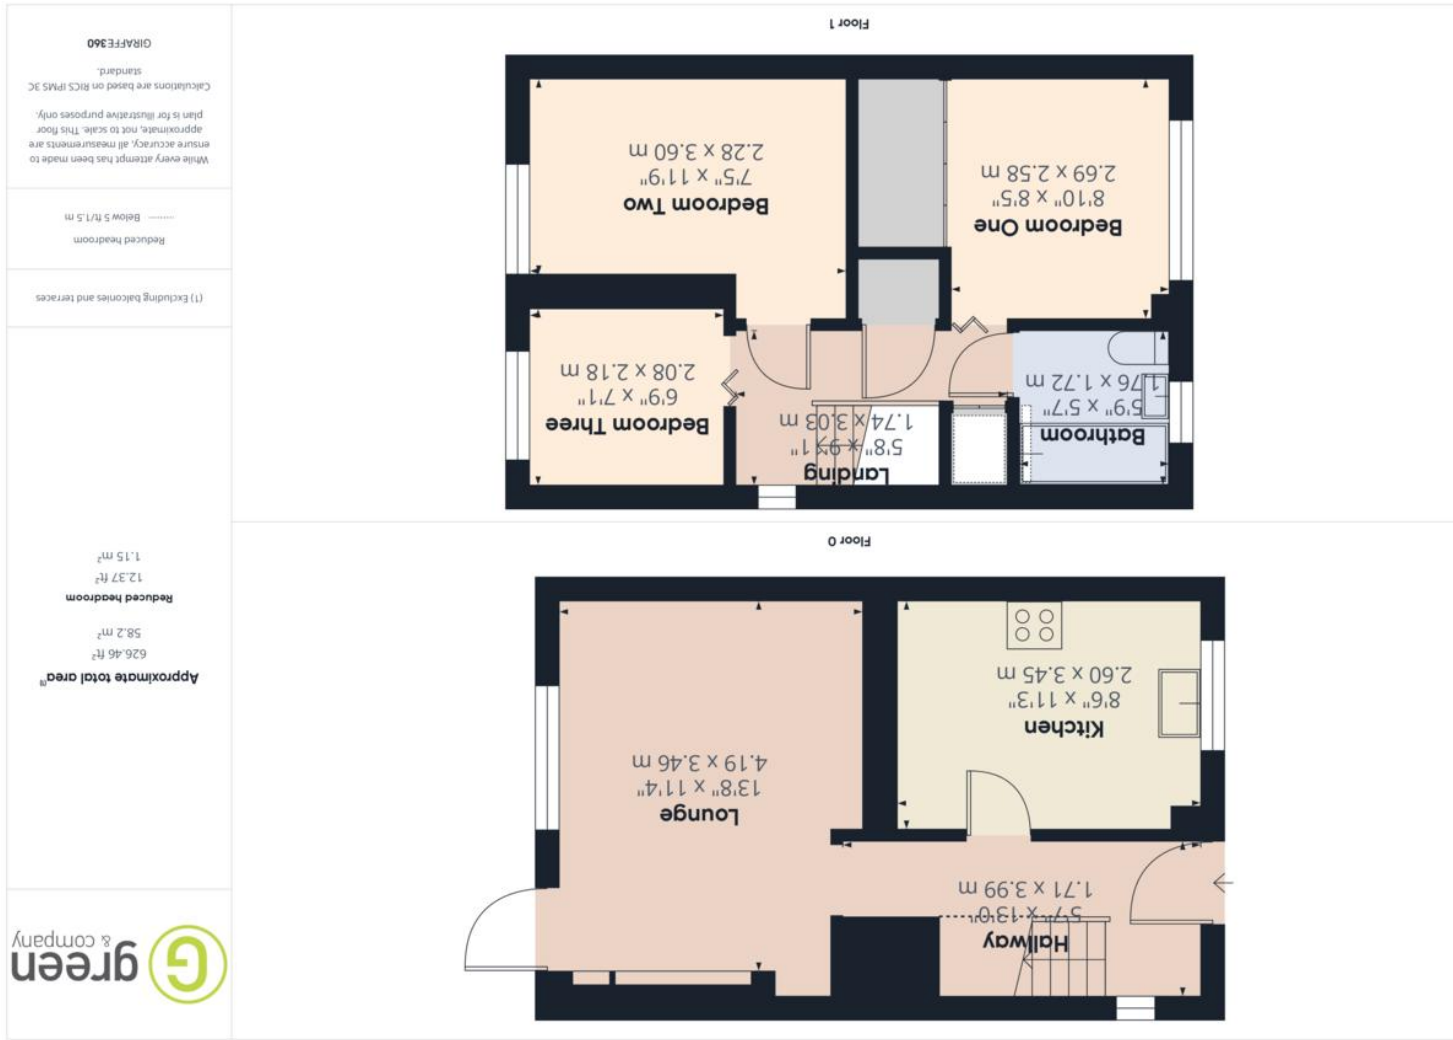 Hallway
5'7" x 13'0"
1.71 x 3.99 m
Lounge
13'8" x 11'4"
4.19 x 3.46 m
Kitchen
8'6" x 11'3"
2.60 x 3.45 m
Floor 0
Landing
5'8" x 9'11"
1.74 x 3.03 m
Bathroom
5'9" x 5'7"
1.76 x 1.72 m
Bedroom Three
6'9" x 7'1"
2.08 x 2.18 m
Bedroom One
8'10" x 8'5"
2.69 x 2.58 m
Bedroom Two
7'5" x 11'9"
2.28 x 3.60 m
Floor 1
G green
& company
Approximate total area⁽¹⁾
626.46 ft²
58.2 m²
Reduced headroom
12.37 ft²
1.15 m²
(1) Excluding balconies and terraces
Reduced headroom
Below 5 ft/1.5 m
While every attempt has been made to
ensure accuracy, all measurements are
approximate, not to scale. This floor
plan is for illustrative purposes only.
Calculations are based on RICS IPMS 3C
standard.
GIRAFFE360